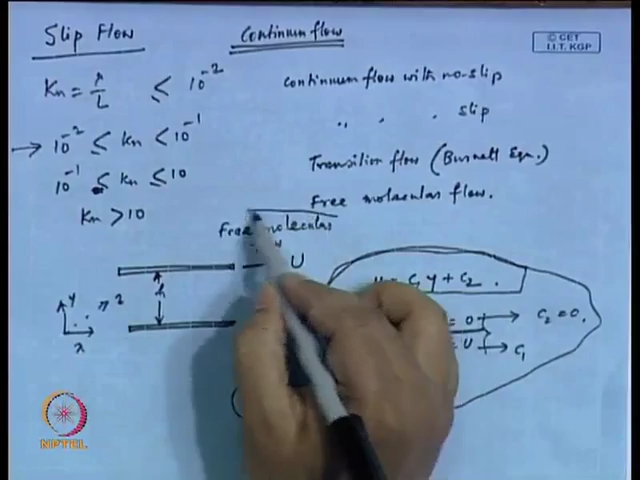 Slip Flow
Continuum flow
© CET
I.I.T. KGP
Kn = λ/L ≤ 10⁻² Continuum flow with no-slip
→ 10⁻² ≤ Kn < 10⁻¹ " " " slip
10⁻¹ ≤ Kn ≤ 10 Transition flow (Burnett Eqn.)
Kn > 10 Free molecular flow.
Free molecular
U
y
h
x
= C₁y + C₂.
= 0 → C₂ = 0.
= U → C₁
NPTEL